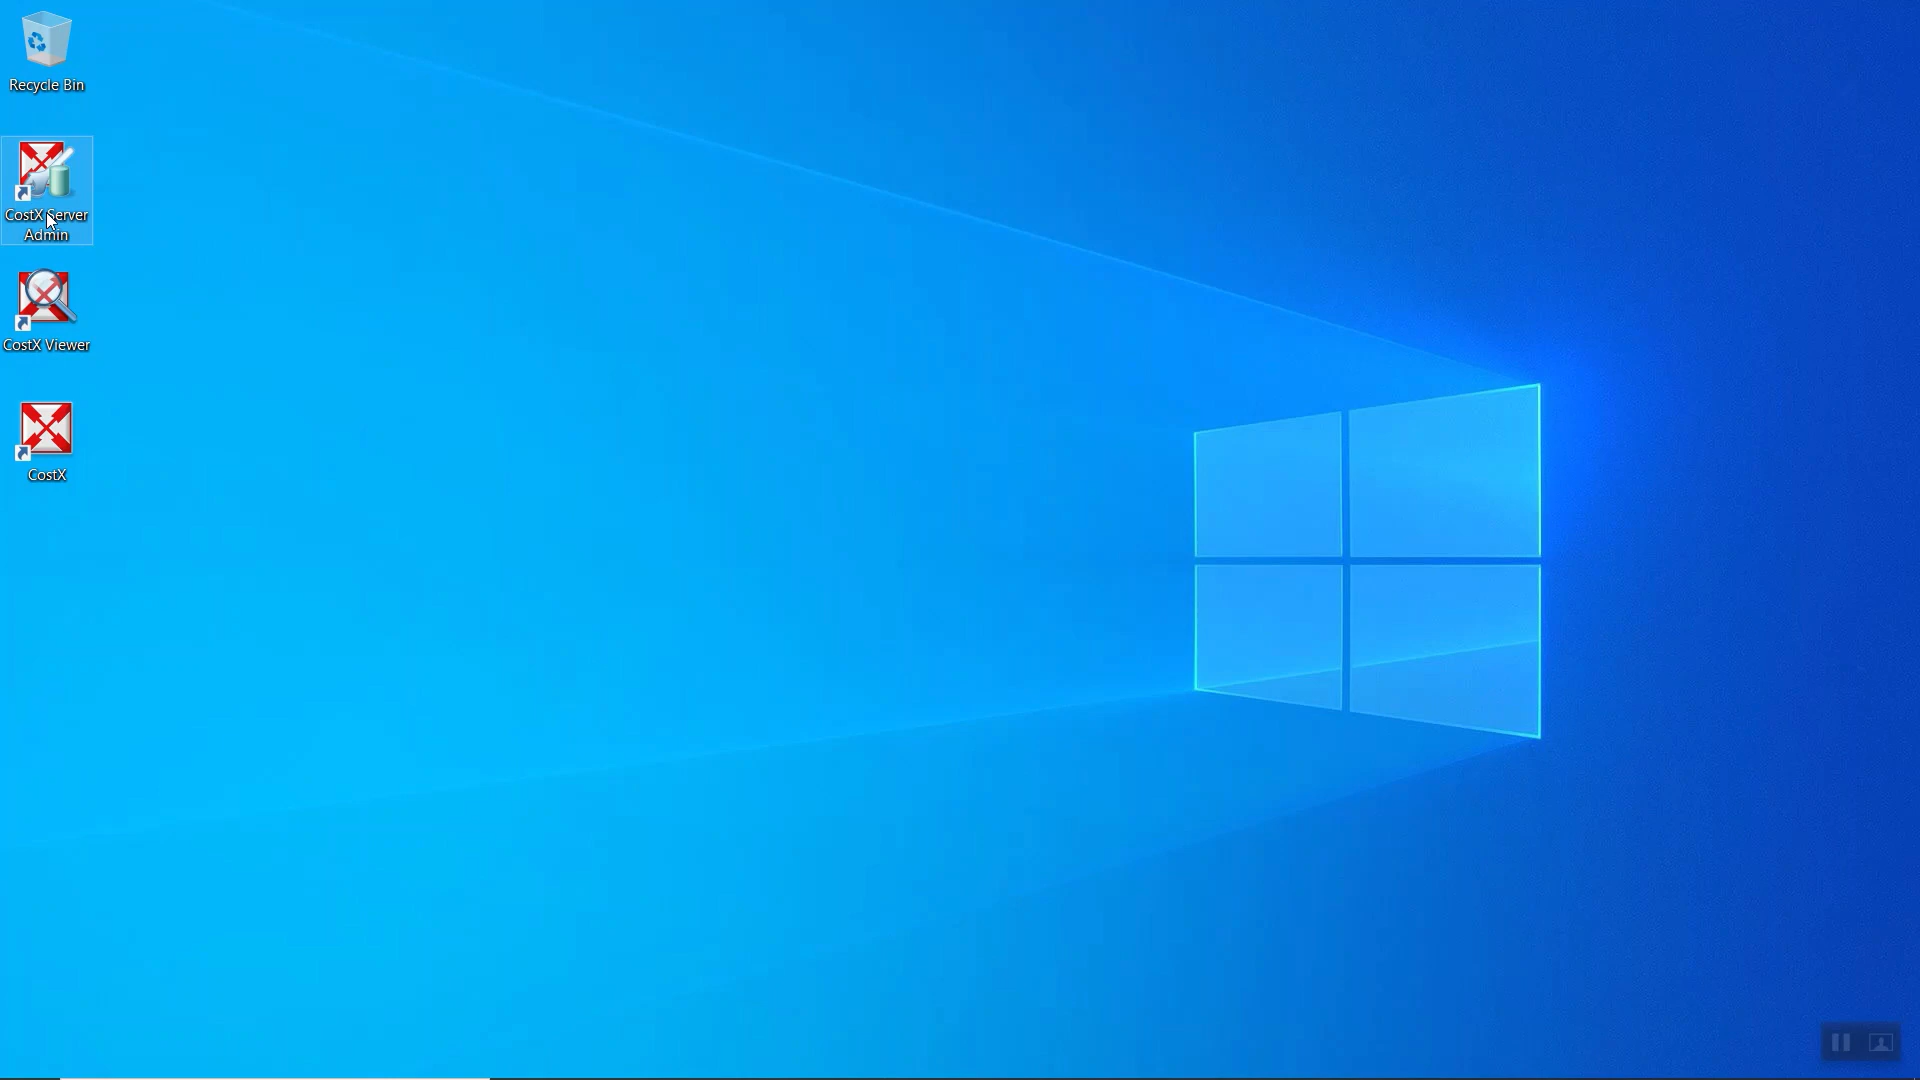 Recycle Bin
CostX Server
Admin
CostX Viewer
CostX